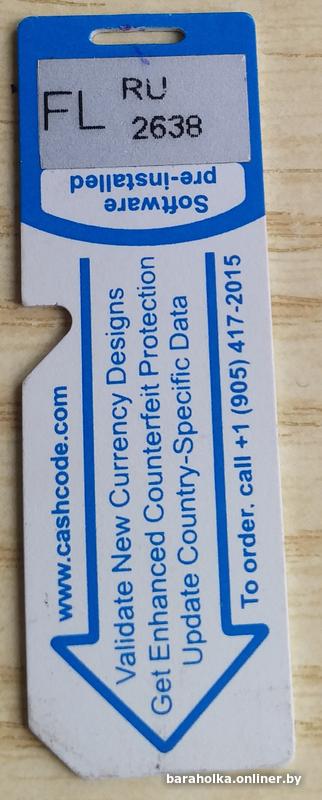 FL RU
2638
Software
pre-installed
www.cashcode.com
Validate New Currency Designs
Get Enhanced Counterfeit Protection
Update Country-Specific Data
To order. call +1 (905) 417-2015
baraholka.onliner.by